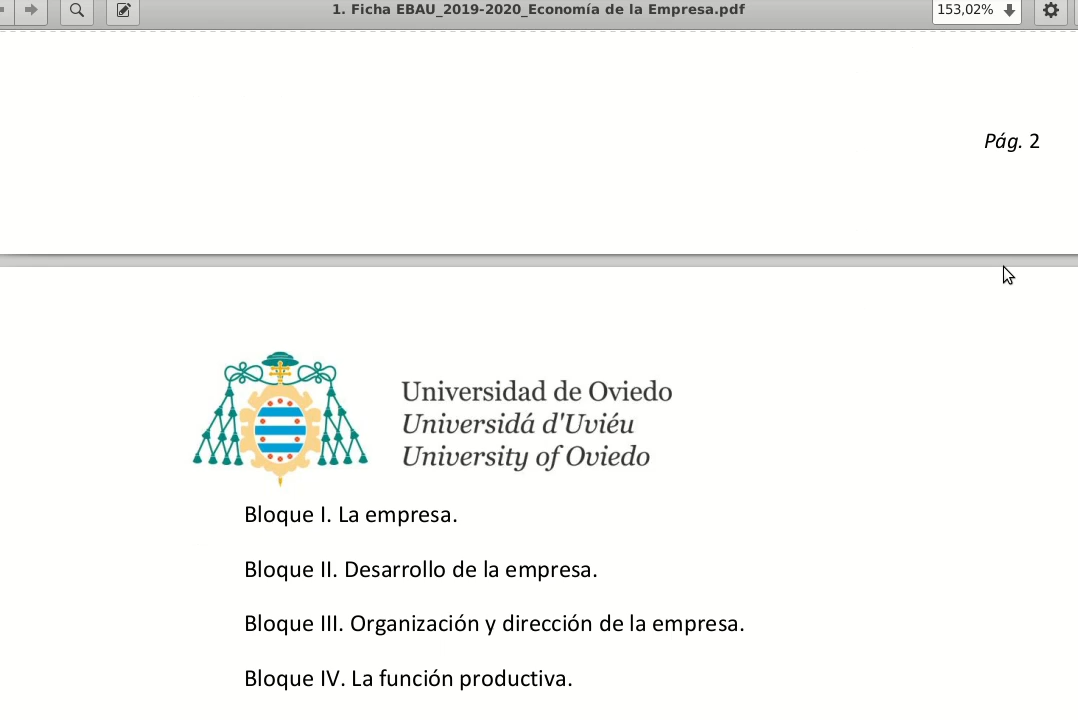 1. Ficha EBAU_2019-2020_Economía de la Empresa.pdf
153,02%
Pág. 2
Universidad de Oviedo
Universidá d'Uviéu
University of Oviedo
Bloque I. La empresa.
Bloque II. Desarrollo de la empresa.
Bloque III. Organización y dirección de la empresa.
Bloque IV. La función productiva.